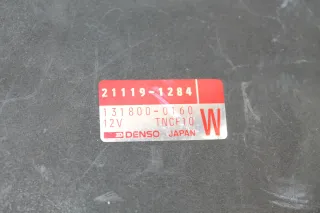 21119-1284
131800-0160
12V TNCF10 W
DENSO JAPAN